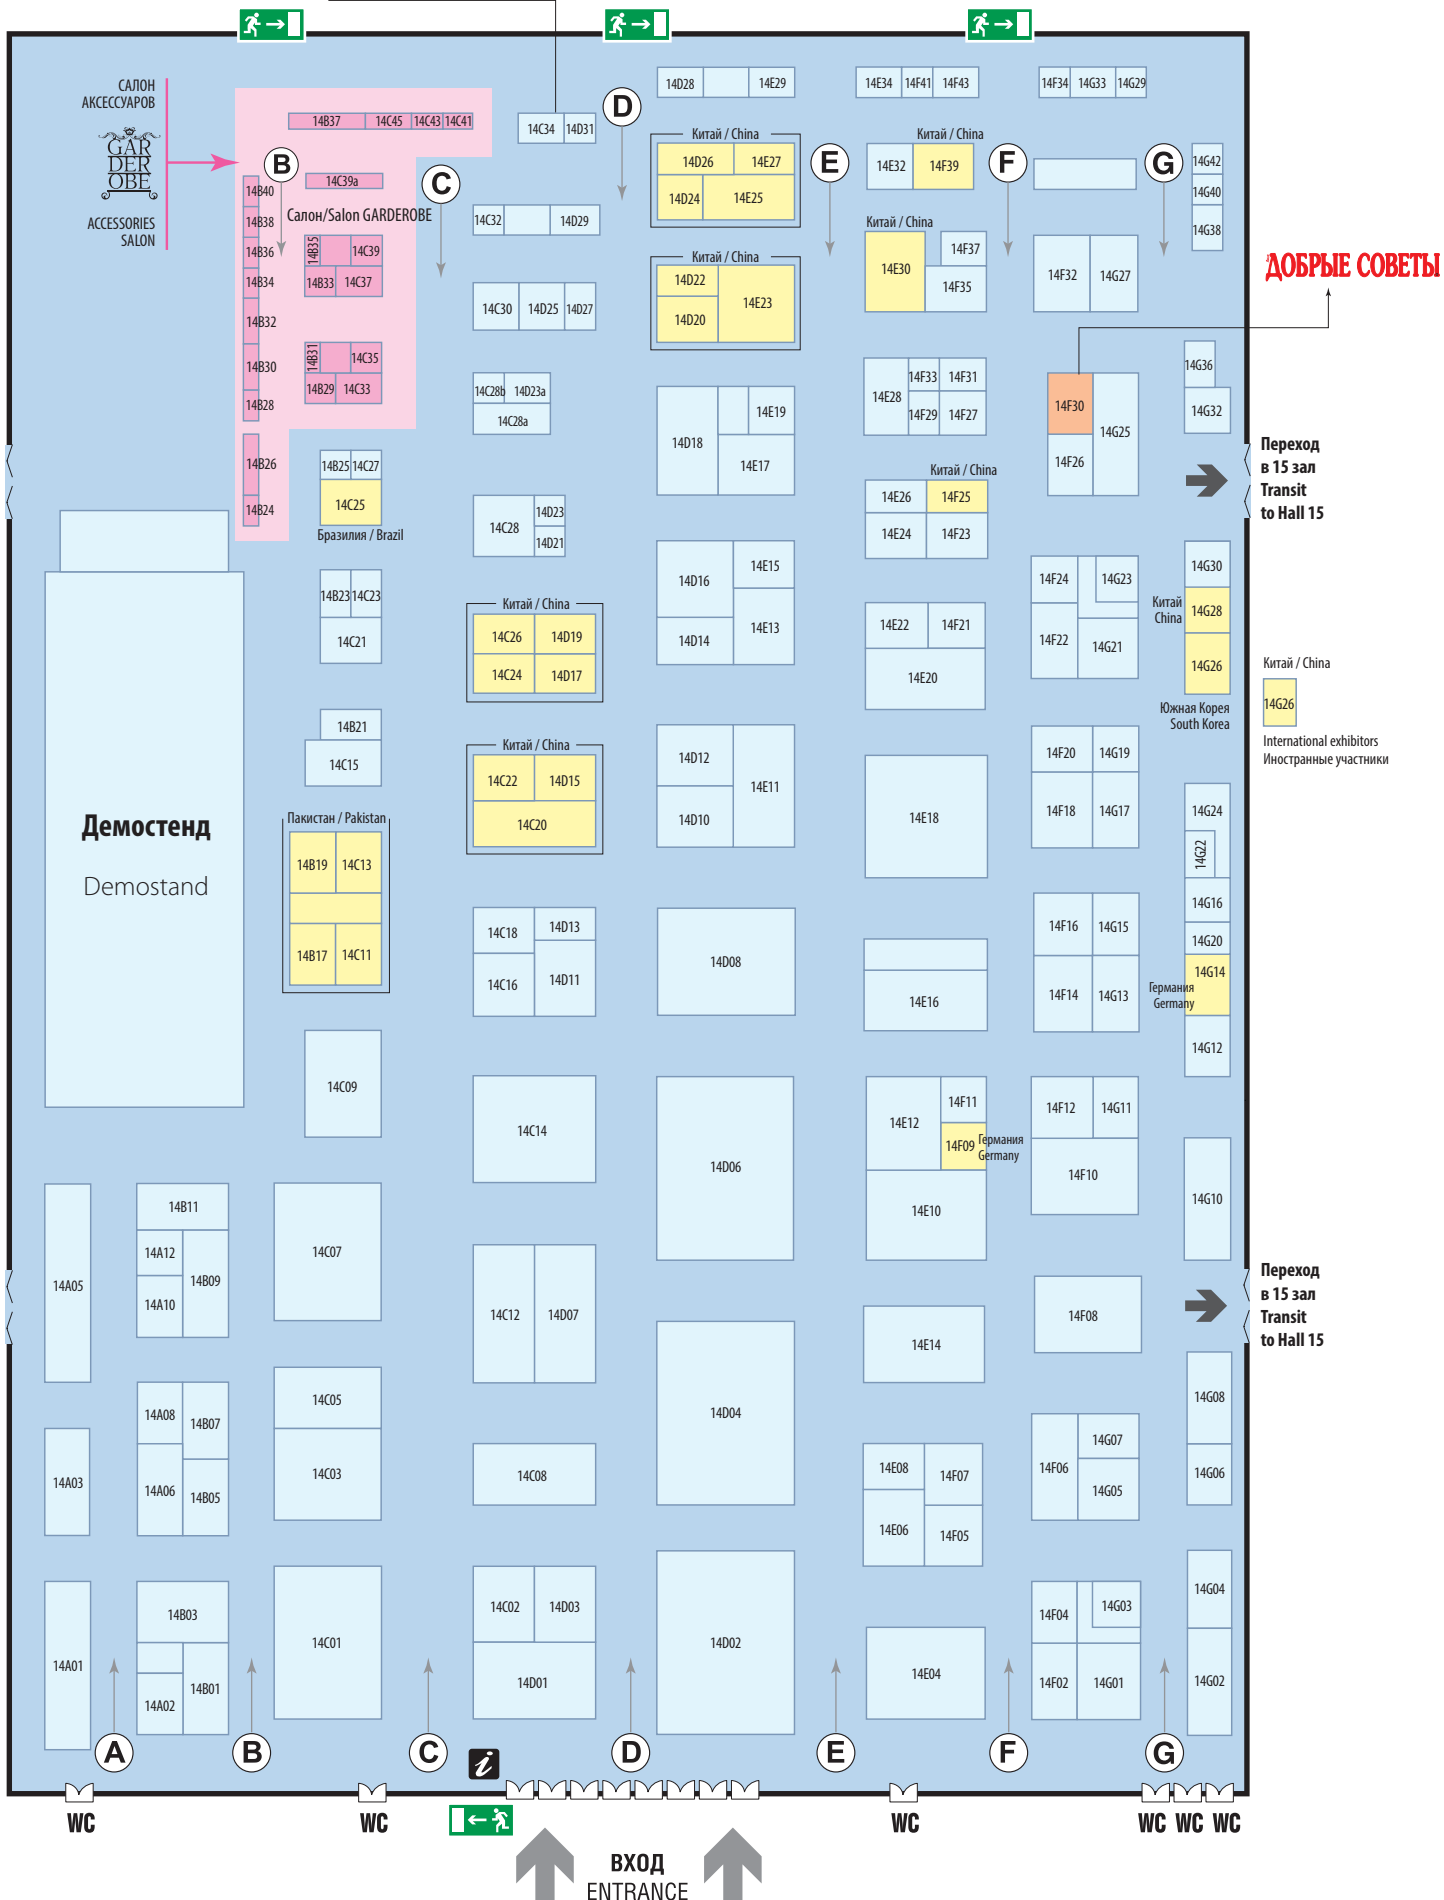 САЛОН
АКСЕССУАРОВ
GAR
DER
OBE
ACCESSORIES
SALON
B
C
D
E
F
G
14D28
14E29
14E34
14F41
14F43
14F34
14G33
14G29
14B37
14C45
14C43
14C41
14C34
14D31
Китай / China
14D26
14E27
14D24
14E25
Китай / China
14E32
14F39
14G42
14G40
14G38
14C39a
14B40
14B38
14B36
14B34
14B32
14B30
14B28
14B26
14B24
Салон/Salon GARDEROBE
14B35
14C39
14B33
14C37
14B31
14C35
14B29
14C33
14C32
14D29
Китай / China
14E30
14F37
14F35
14F32
14G27
ДОБРЫЕ СОВЕТЫ
Китай / China
14D22
14D20
14E23
14C30
14D25
14D27
14G36
14G32
14C28b
14D23a
14C28a
14D18
14E19
14E17
14E28
14F33
14F31
14F29
14F27
14F30
14F26
14G25
Переход
в 15 зал
Transit
to Hall 15
14B25
14C27
14C25
Бразилия / Brazil
14C28
14D23
14D21
Китай / China
14E26
14F25
14E24
14F23
14D16
14E15
14D14
14E13
14F24
14G23
14F22
14G21
14G30
Китай
China
14G28
14G26
Южная Корея
South Korea
Китай / China
14G26
International exhibitors
Иностранные участники
14B23
14C23
14C21
Китай / China
14C26
14D19
14C24
14D17
14E22
14F21
14E20
14B21
14C15
Китай / China
14C22
14D15
14C20
14D12
14D10
14E11
14E18
14F20
14G19
14F18
14G17
14G24
14G22
14G16
14G20
14G14
Германия
Germany
14G12
Демостенд
Demostand
Пакистан / Pakistan
14B19
14C13
14B17
14C11
14C18
14D13
14C16
14D11
14D08
14E16
14F16
14G15
14F14
14G13
14C09
14C14
14D06
14E12
14F11
14F09
Германия
Germany
14E10
14F12
14G11
14F10
14G10
14A05
14B11
14A12
14B09
14A10
14C07
14C12
14D07
14E14
14F08
Переход
в 15 зал
Transit
to Hall 15
14A03
14A08
14B07
14A06
14B05
14C05
14C03
14C08
14D04
14E08
14F07
14E06
14F05
14F06
14G07
14G05
14G08
14G06
14A01
14B03
14A02
14B01
14C01
14C02
14D03
14D01
14D02
14E04
14F04
14G03
14F02
14G01
14G04
14G02
A
B
C
D
E
F
G
i
WC
WC
WC
WC
WC
WC
ВХОД
ENTRANCE